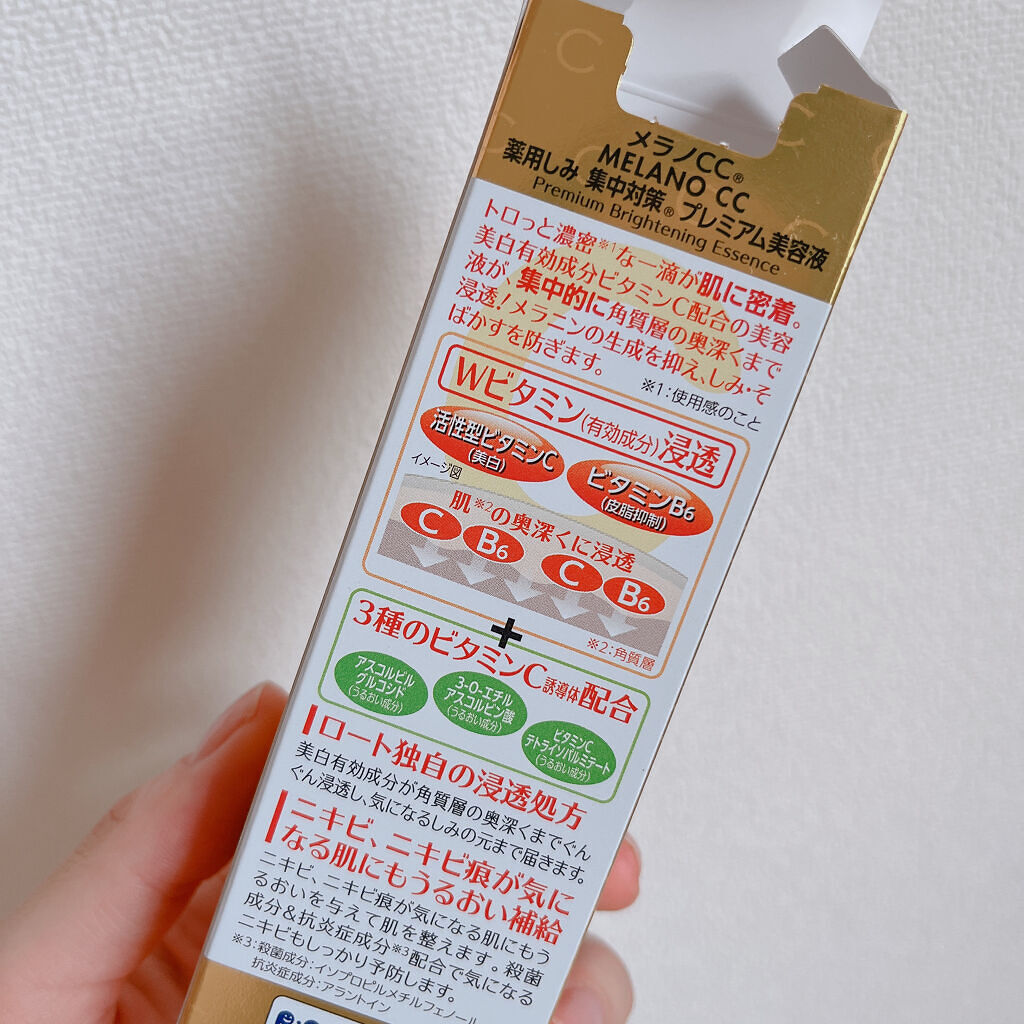 メラノCC®
MELANO CC
薬用しみ 集中対策® プレミアム美容液
Premium Brightening Essence
トロっと濃密※1な一滴が肌に密着。
美白有効成分ビタミンC配合の美容
液が、集中的に角質層の奥深くまで
浸透!メラニンの生成を抑え、しみ・そ
ばかすを防ぎます。
※1:使用感のこと
Wビタミン(有効成分)浸透
活性型ビタミンC
(美白)
ビタミンB6
(皮脂抑制)
イメージ図
肌※2の奥深くに浸透
C B6 C B6
※2:角質層
+
3種のビタミンC誘導体配合
アスコルビル
グルコシド
(うるおい成分)
3-O-エチル
アスコルビン酸
(うるおい成分)
ビタミンC
テトライソパルミテート
(うるおい成分)
ロート独自の浸透処方
美白有効成分が角質層の奥深くまでぐん
ぐん浸透し、気になるしみの元まで届きます。
ニキビ、ニキビ痕が気に
なる肌にもうるおい補給
ニキビ、ニキビ痕が気になる肌にもう
るおいを与えて肌を整えます。殺菌
成分&抗炎症成分※3配合で気になる
ニキビもしっかり予防します。
※3:殺菌成分:イソプロピルメチルフェノール
抗炎症成分:アラントイン